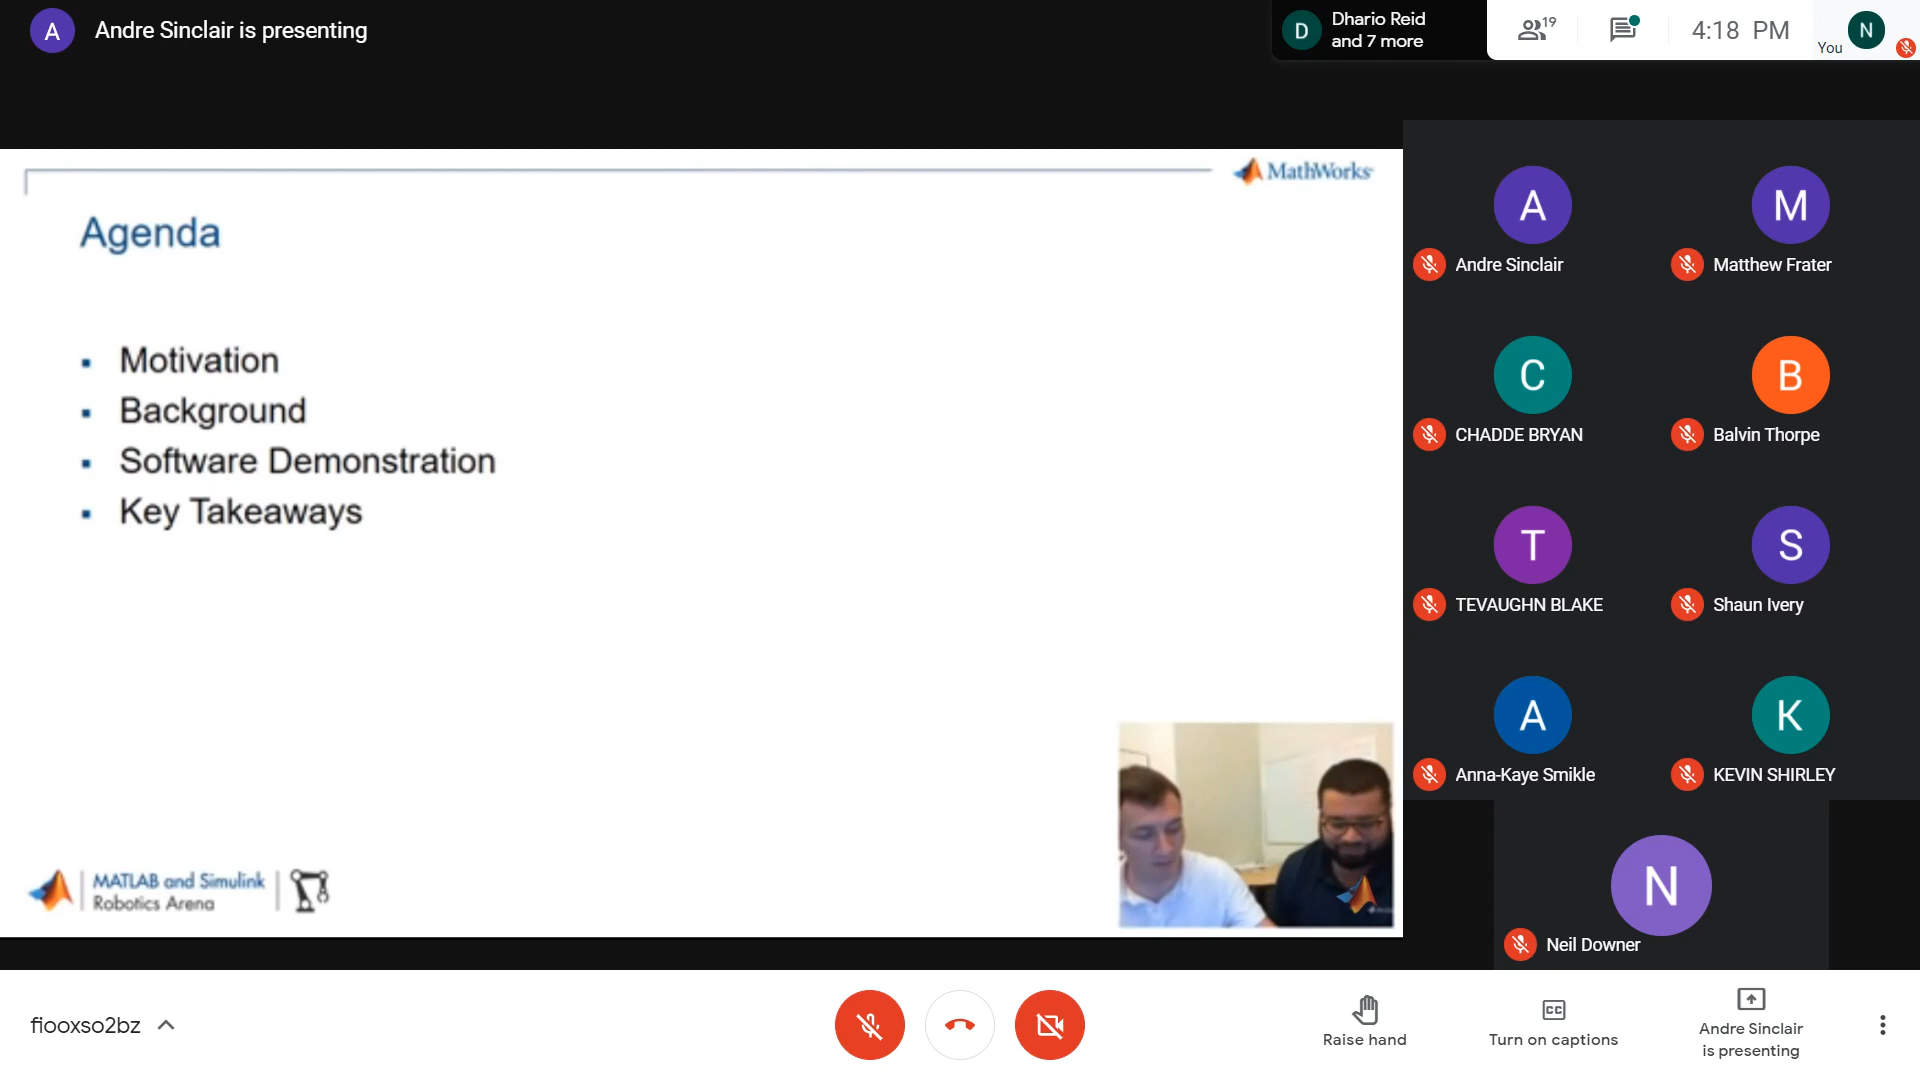 A
Andre Sinclair is presenting
D
Dhario Reid
and 7 more
19
4:18 PM
You
N
MathWorks
Agenda
Motivation
Background
Software Demonstration
Key Takeaways
MATLAB and Simulink
Robotics Arena
A
Andre Sinclair
M
Matthew Frater
C
CHADDE BRYAN
B
Balvin Thorpe
T
TEVAUGHN BLAKE
S
Shaun Ivery
A
Anna-Kaye Smikle
K
KEVIN SHIRLEY
N
Neil Downer
fiooxso2bz
Raise hand
CC
Turn on captions
Andre Sinclair
is presenting